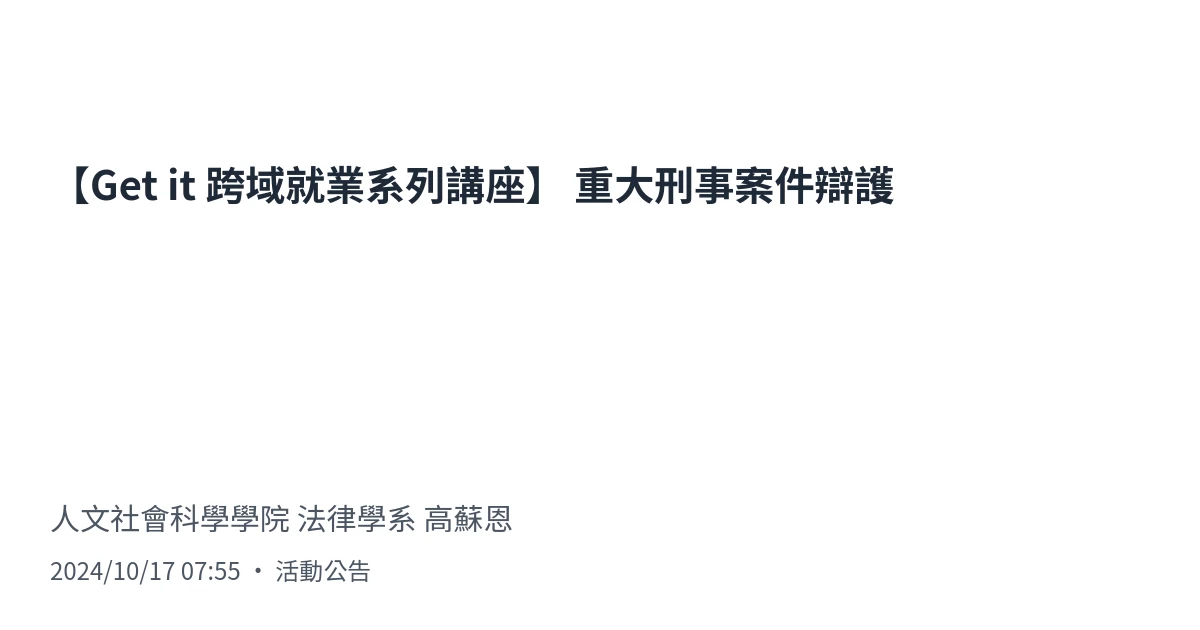 【Get it 跨域就業系列講座】 重大刑事案件辯護
人文社會科學學院 法律學系 高蘇恩
2024/10/17 07:55 • 活動公告